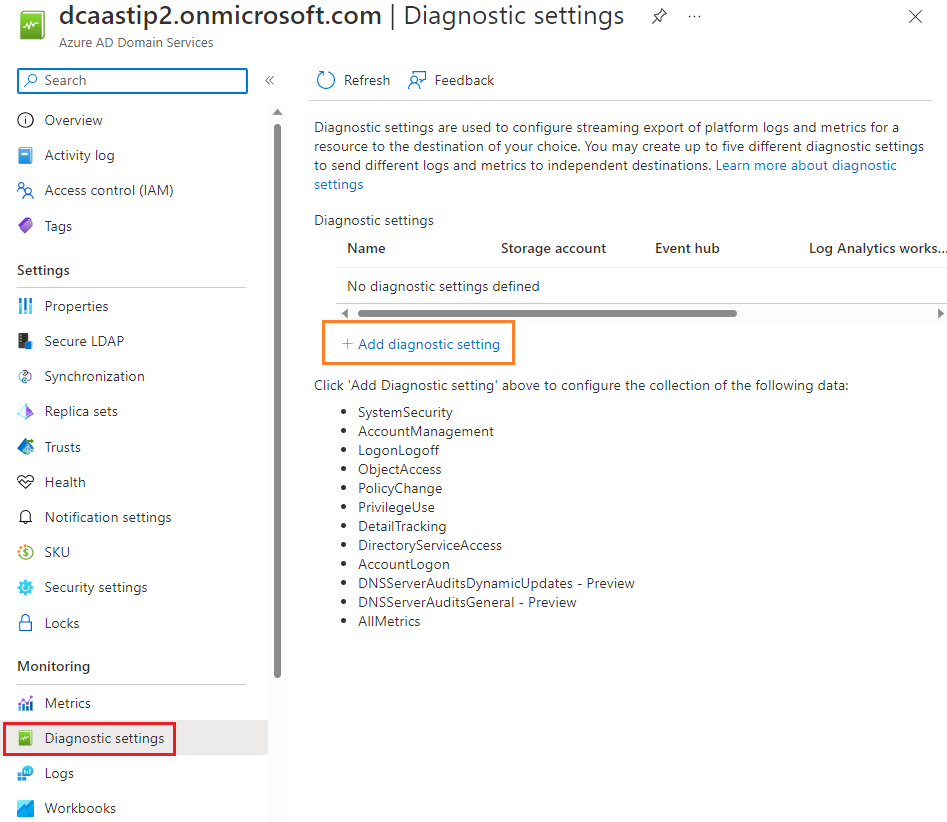 dcaastip2.onmicrosoft.com | Diagnostic settings
Azure AD Domain Services
Search
Overview
Activity log
Access control (IAM)
Tags
Settings
Properties
Secure LDAP
Synchronization
Replica sets
Trusts
Health
Notification settings
SKU
Security settings
Locks
Monitoring
Metrics
Diagnostic settings
Logs
Workbooks
Refresh
Feedback
Diagnostic settings are used to configure streaming export of platform logs and metrics for a
resource to the destination of your choice. You may create up to five different diagnostic settings
to send different logs and metrics to independent destinations. Learn more about diagnostic
settings
Diagnostic settings
Name Storage account Event hub Log Analytics works...
No diagnostic settings defined
+ Add diagnostic setting
Click 'Add Diagnostic setting' above to configure the collection of the following data:
• SystemSecurity
• AccountManagement
• LogonLogoff
• ObjectAccess
• PolicyChange
• PrivilegeUse
• DetailTracking
• DirectoryServiceAccess
• AccountLogon
• DNSServerAuditsDynamicUpdates - Preview
• DNSServerAuditsGeneral - Preview
• AllMetrics